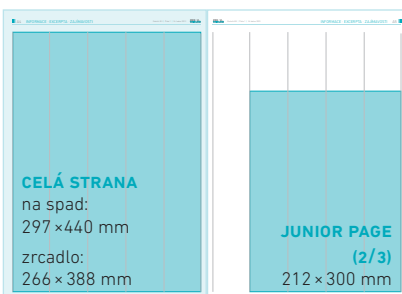 CELÁ STRANA
na spad:
297 × 440 mm
zrcadlo:
266 × 388 mm
JUNIOR PAGE
(2/3)
212 × 300 mm